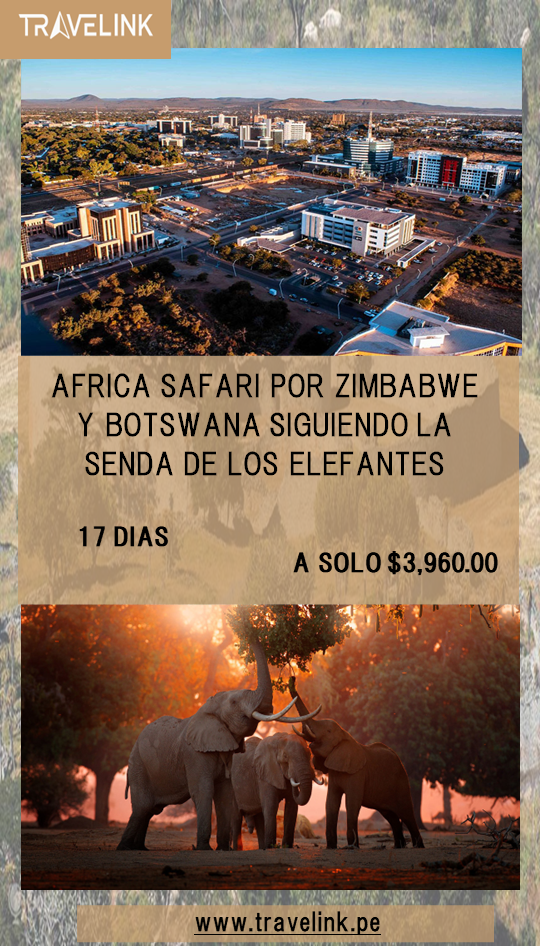 TRAVELINK
AFRICA SAFARI POR ZIMBABWE
Y BOTSWANA SIGUIENDO LA
SENDA DE LOS ELEFANTES
17 DIAS
A SOLO $3,960.00
www.travelink.pe